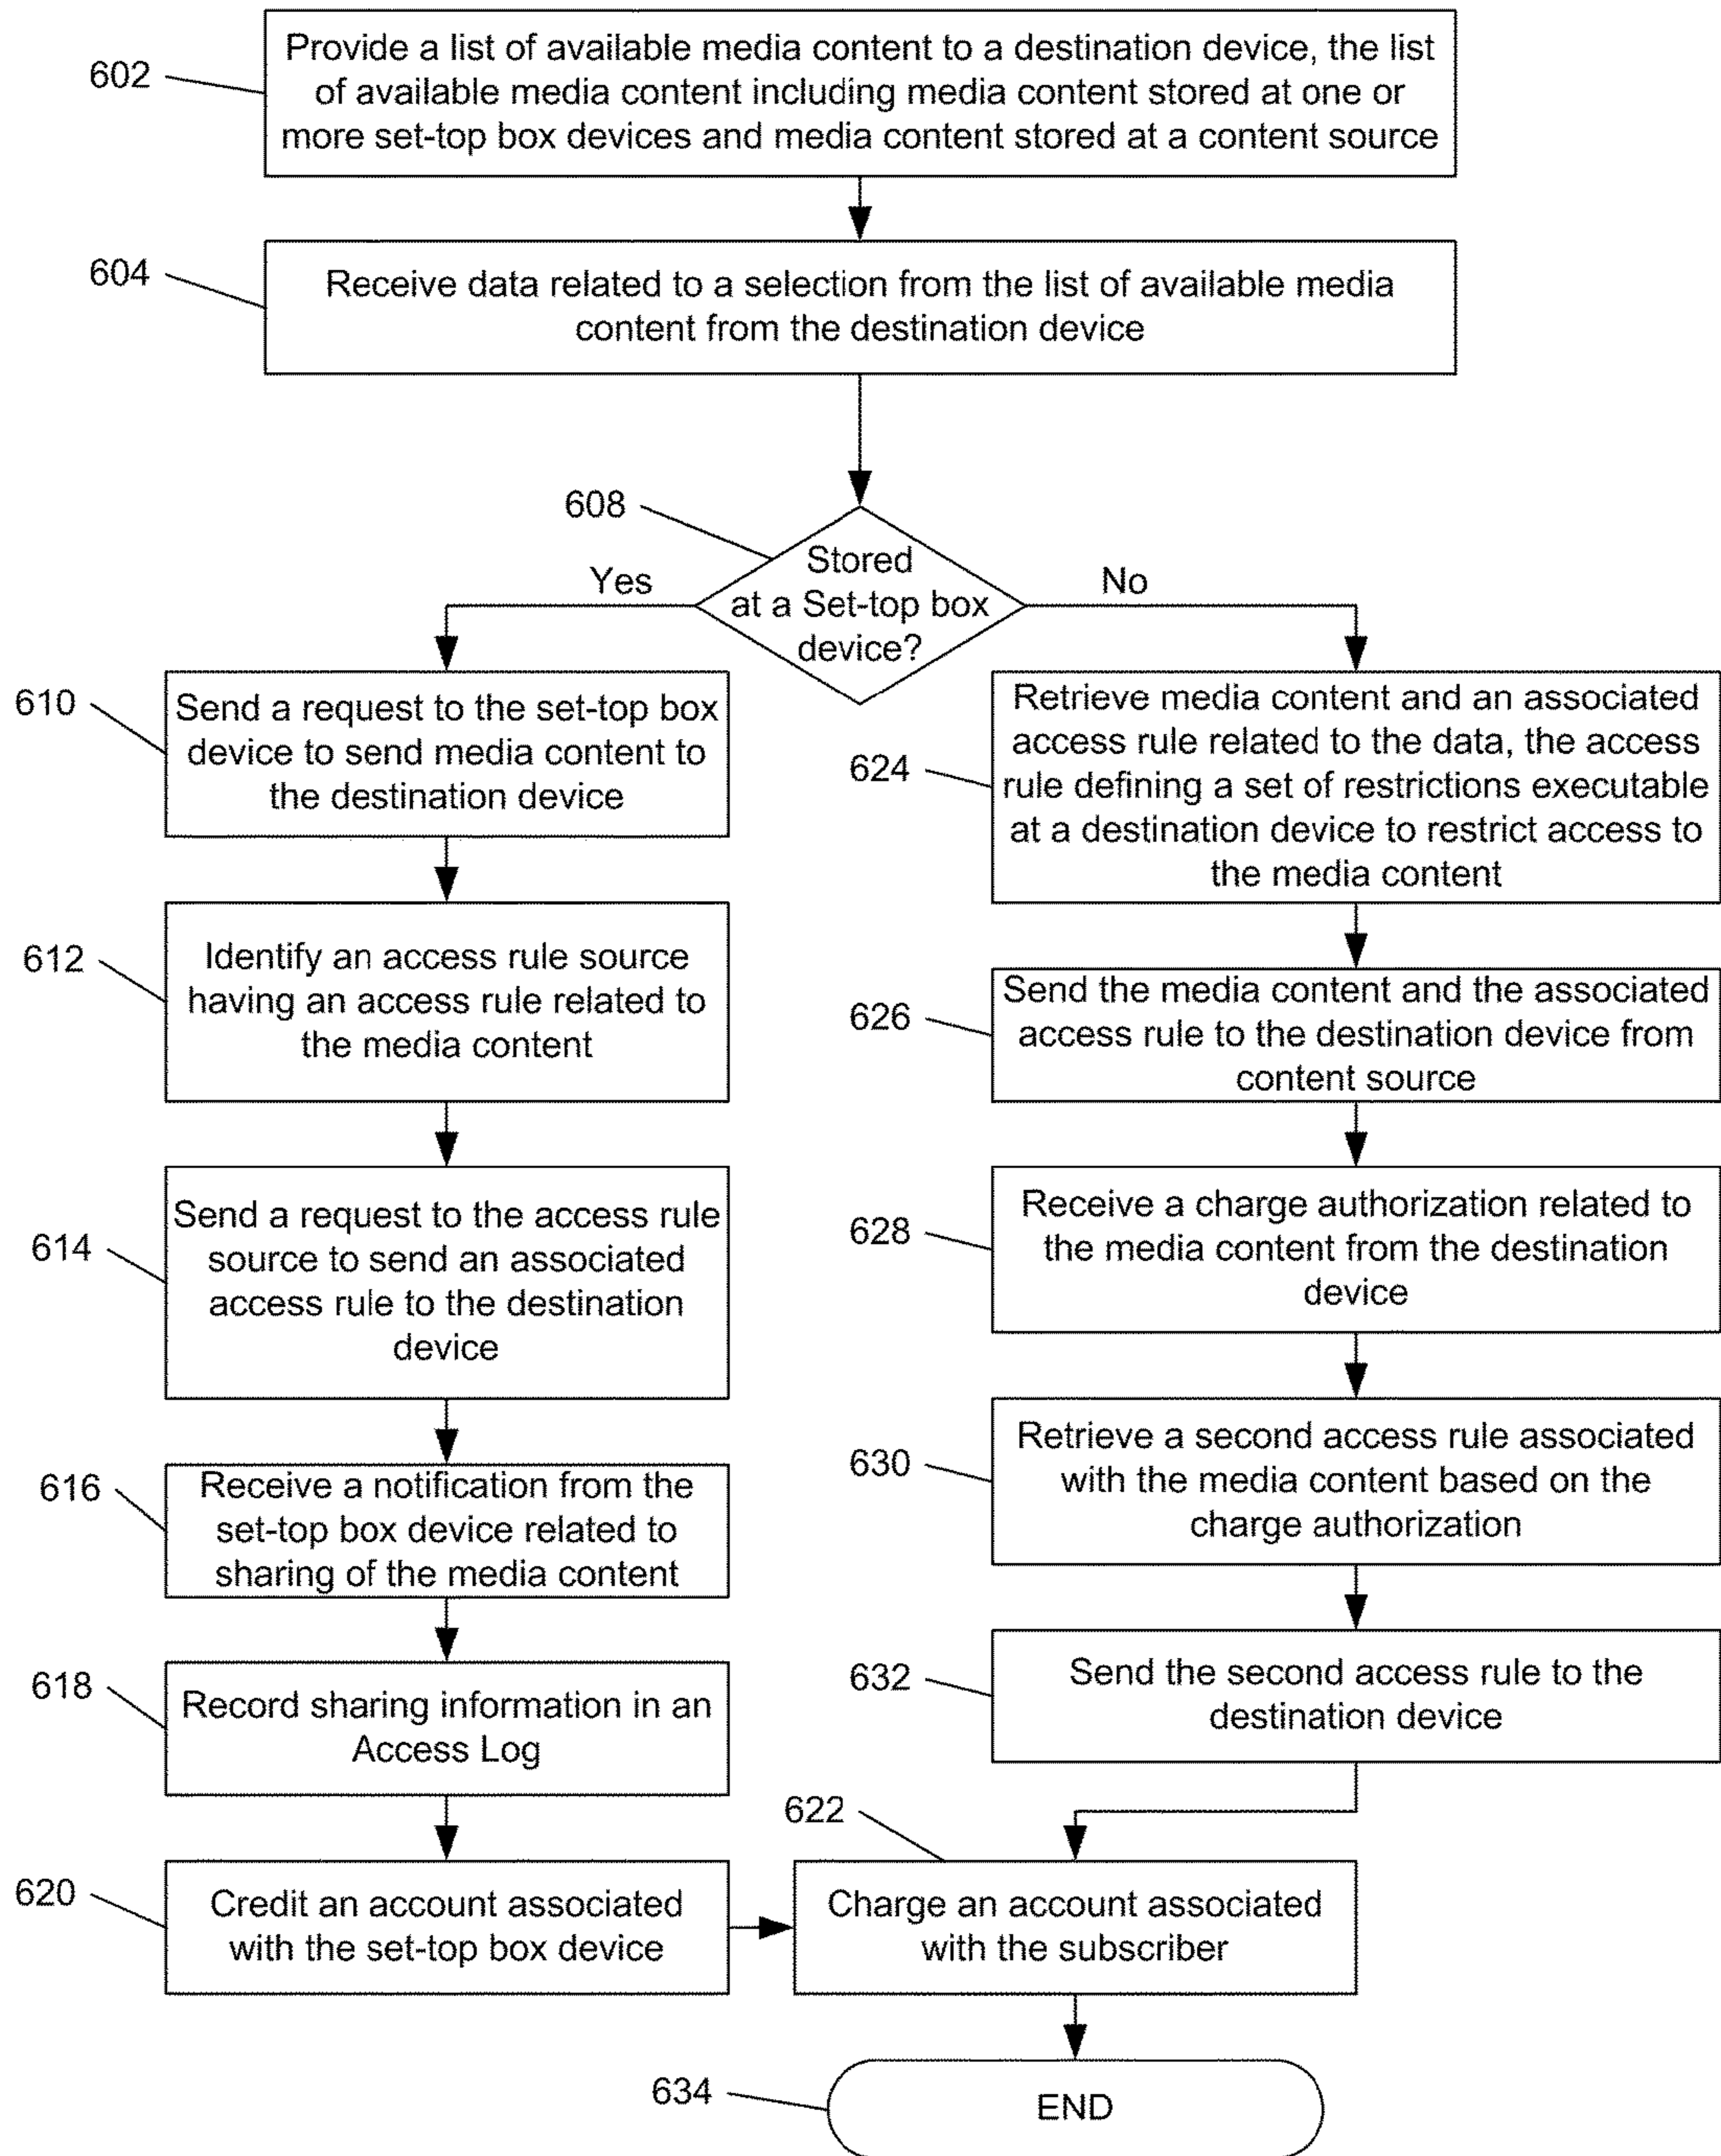 602
Provide a list of available media content to a destination device, the list
of available media content including media content stored at one or
more set-top box devices and media content stored at a content source
604
Receive data related to a selection from the list of available media
content from the destination device
608
Stored
at a Set-top box
device?
Yes
No
610
Send a request to the set-top box
device to send media content to
the destination device
612
Identify an access rule source
having an access rule related to
the media content
614
Send a request to the access rule
source to send an associated
access rule to the destination
device
616
Receive a notification from the
set-top box device related to
sharing of the media content
618
Record sharing information in an
Access Log
620
Credit an account associated
with the set-top box device
624
Retrieve media content and an associated
access rule related to the data, the access
rule defining a set of restrictions executable
at a destination device to restrict access to
the media content
626
Send the media content and the associated
access rule to the destination device from
content source
628
Receive a charge authorization related to
the media content from the destination
device
630
Retrieve a second access rule associated
with the media content based on the
charge authorization
632
Send the second access rule to the
destination device
622
Charge an account associated
with the subscriber
634
END